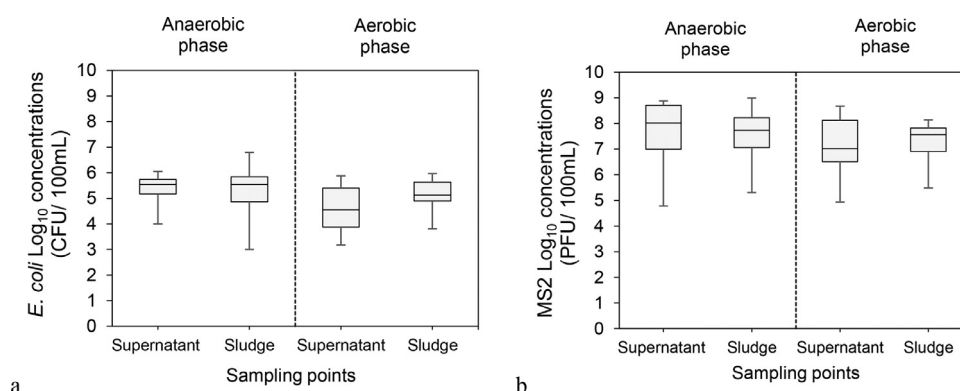 Anaerobic
phase
Aerobic
phase
E. coli Log10 concentrations
(CFU/ 100mL)
10
9
8
7
6
5
4
3
2
1
0
Supernatant Sludge Supernatant Sludge
Sampling points
a
Anaerobic
phase
Aerobic
phase
MS2 Log10 concentrations
(PFU/ 100mL)
10
9
8
7
6
5
4
3
2
1
0
Supernatant Sludge Supernatant Sludge
Sampling points
b